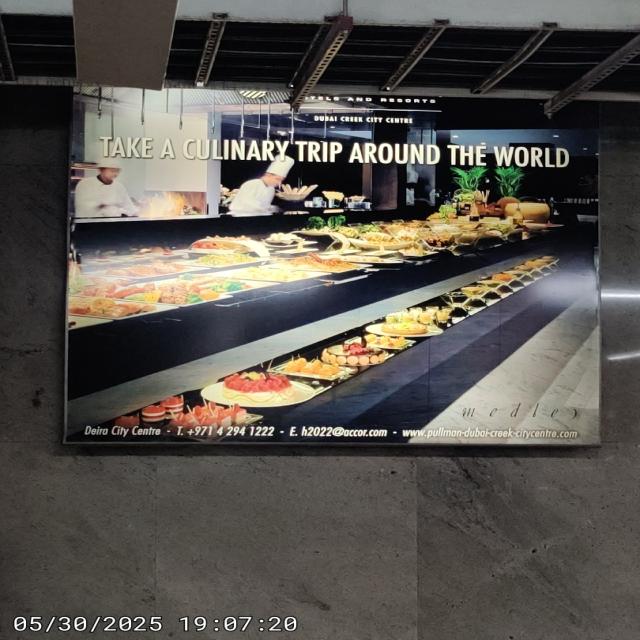 HOTELS AND RESORTS
DUBAI CREEK CITY CENTRE
TAKE A CULINARY TRIP AROUND THE WORLD
medley
Deira City Centre - T. +971 4 294 1222 - E. h2022@accor.com - www.pullman-dubai-creek-citycentre.com
05/30/2025 19:07:20